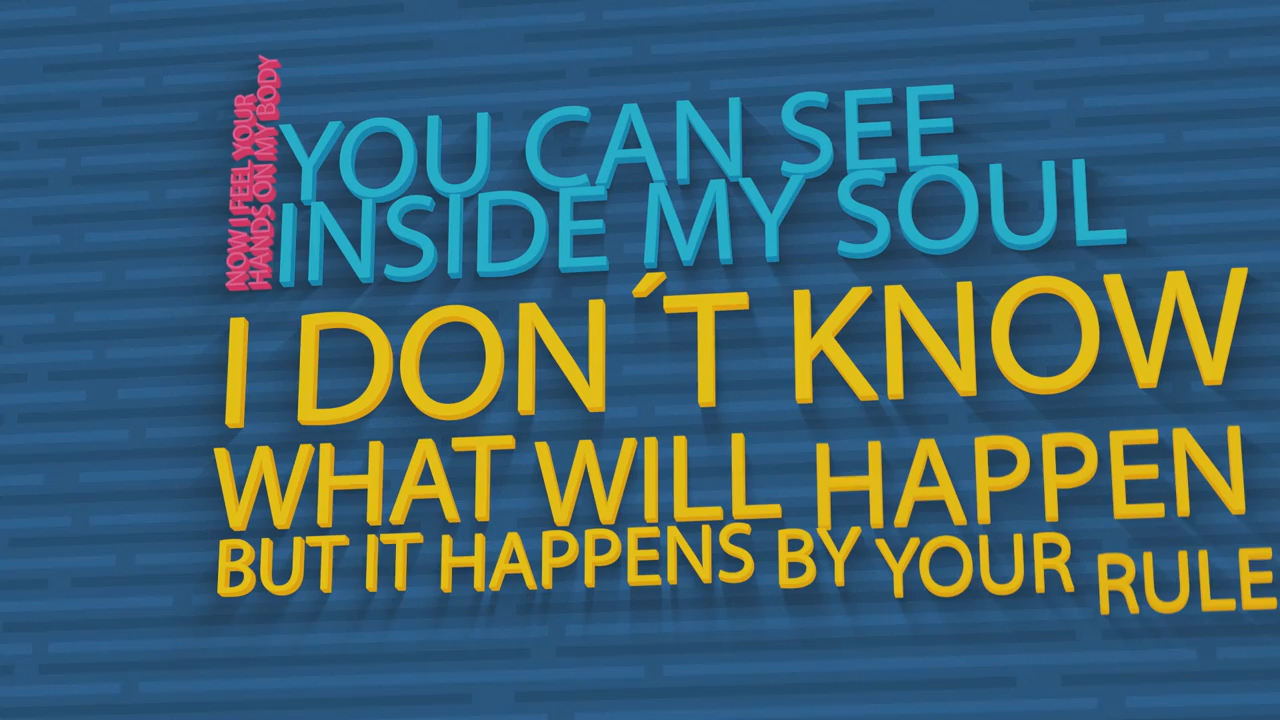 NOW I FEEL YOUR
HANDS ON MY BODY
YOU CAN SEE
INSIDE MY SOUL
I DON´T KNOW
WHAT WILL HAPPEN
BUT IT HAPPENS BY YOUR RULE